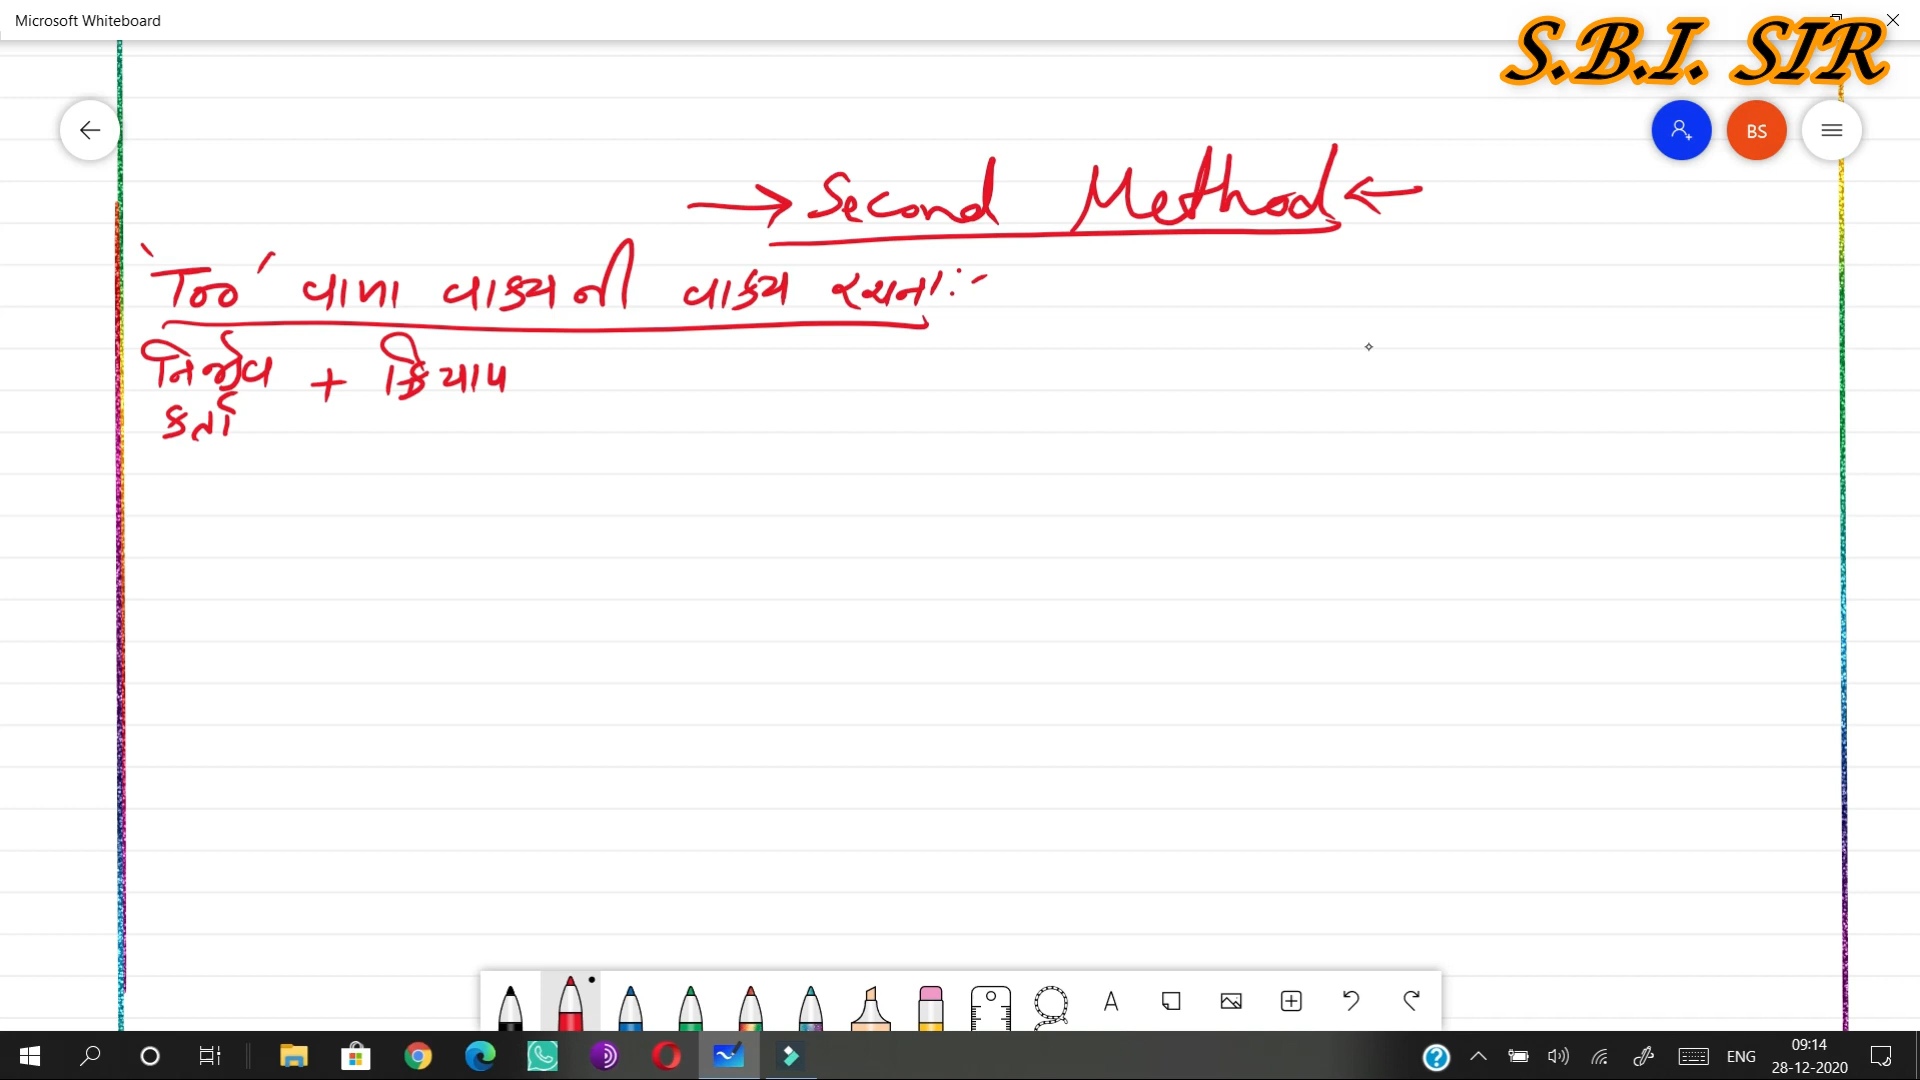 Microsoft Whiteboard
S.B.I. SIR
BS
→ Second Method ←
'Too' વાળા વાક્યની વાક્ય રચના :-
નિર્જીવ + ક્રિયાપ
કર્તા
A
ENG
09:14
28-12-2020